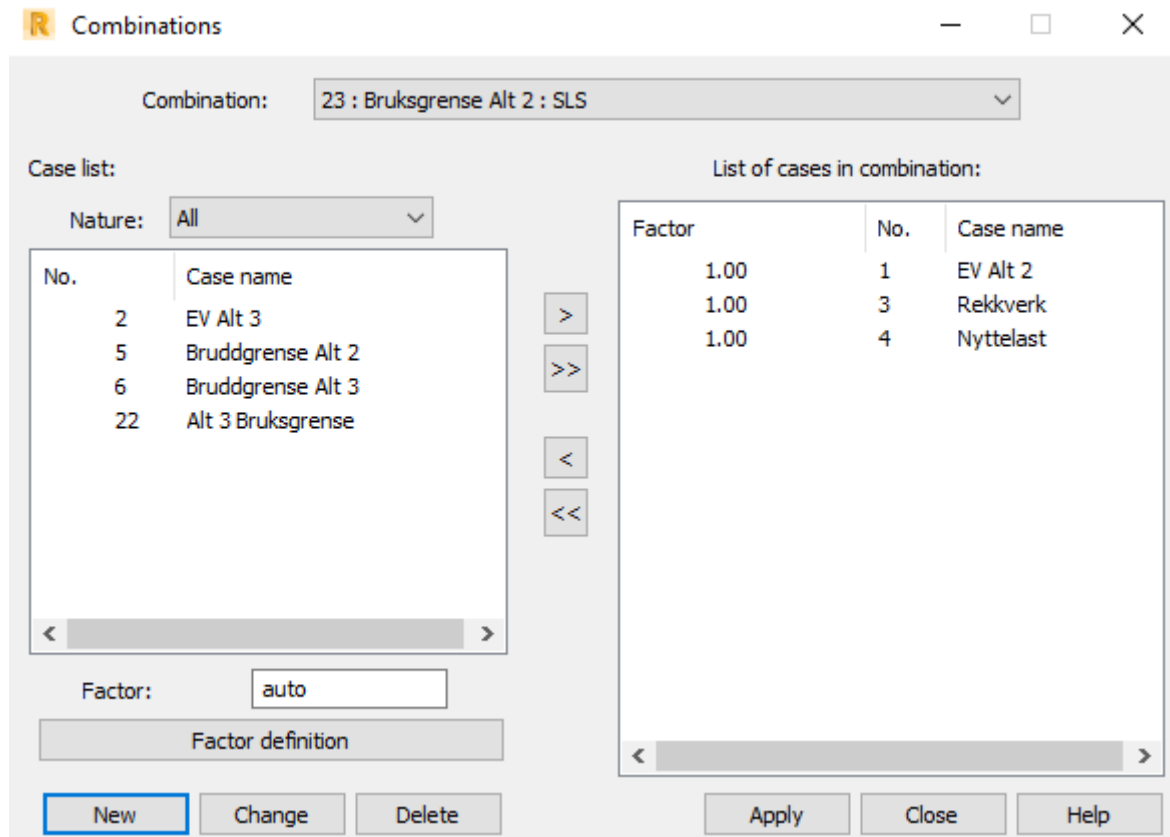 R Combinations
Combination: 23 : Bruksgrense Alt 2 : SLS
Case list:
Nature: All
No. Case name
2 EV Alt 3
5 Bruddgrense Alt 2
6 Bruddgrense Alt 3
22 Alt 3 Bruksgrense
Factor: auto
Factor definition
New Change Delete
>
>>
<
<<
List of cases in combination:
Factor No. Case name
1.00 1 EV Alt 2
1.00 3 Rekkverk
1.00 4 Nyttelast
Apply Close Help